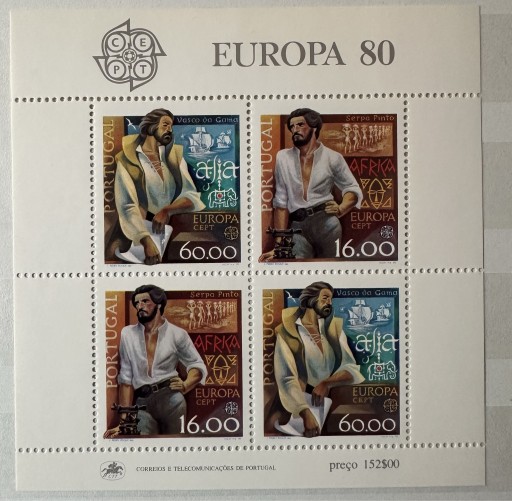 CEPT
EUROPA 80
PORTUGAL
Vasco da Gama
aſia
EUROPA
CEPT
60.00
PORTUGAL
Serpa Pinto
AFRICA
EUROPA
CEPT
16.00
PORTUGAL
Serpa Pinto
AFRICA
EUROPA
CEPT
16.00
PORTUGAL
Vasco da Gama
aſia
EUROPA
CEPT
60.00
CORREIOS E TELECOMUNICAÇÕES DE PORTUGAL
preço 152$00